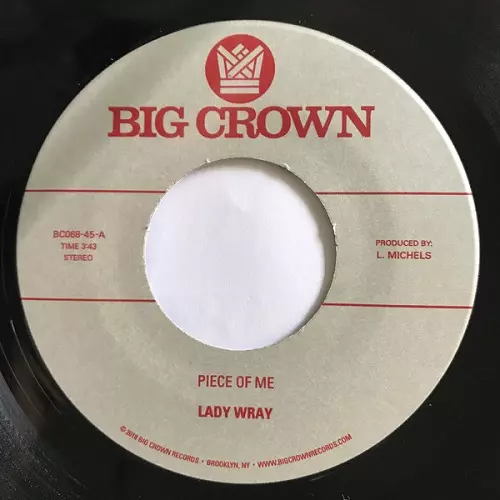 BIG CROWN
BC068-45-A
TIME 3:43
STEREO
PRODUCED BY:
L. MICHELS
PIECE OF ME
LADY WRAY
©2018 BIG CROWN RECORDS • BROOKLYN, NY • WWW.BIGCROWNRECORDS.COM